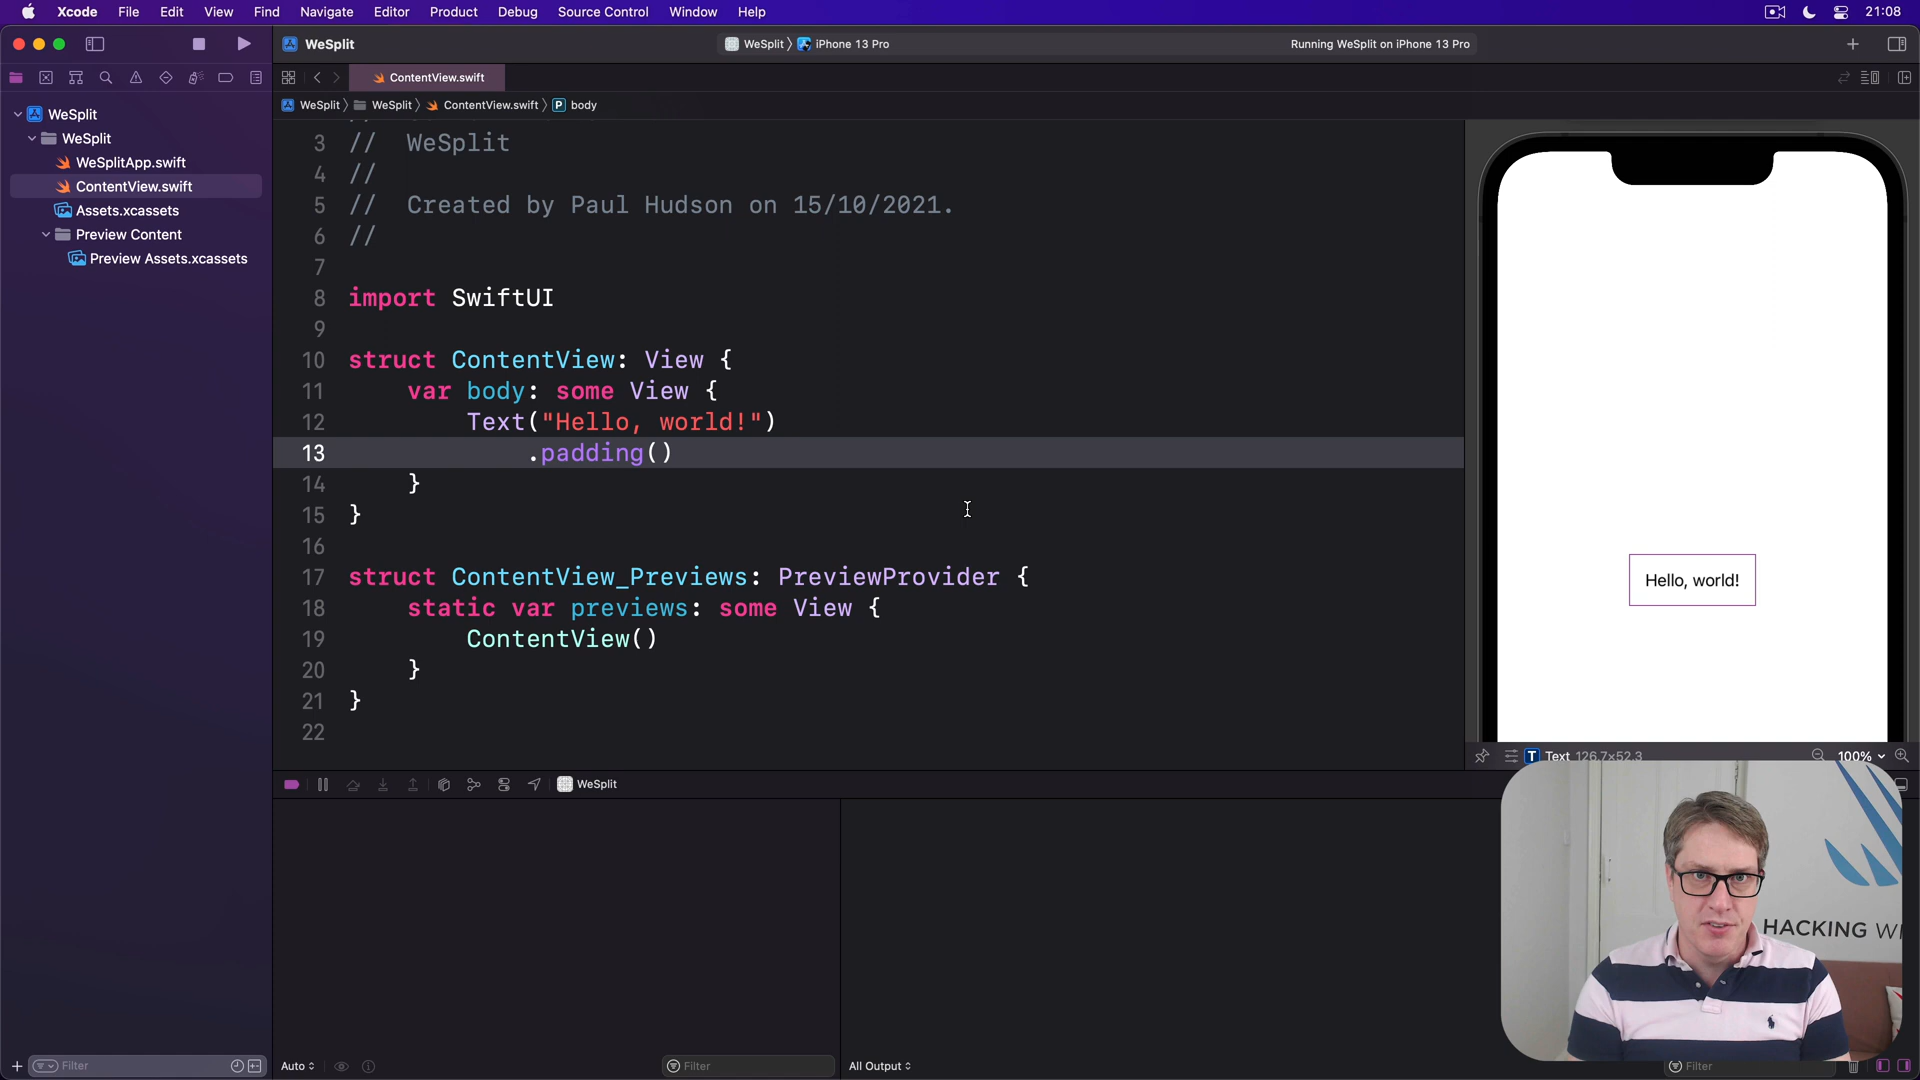 Xcode File Edit View Find Navigate Editor Product Debug Source Control Window Help 21:08
WeSplit
WeSplit iPhone 13 Pro
Running WeSplit on iPhone 13 Pro
ContentView.swift
WeSplit WeSplit ContentView.swift P body
WeSplit
WeSplit
WeSplitApp.swift
ContentView.swift
Assets.xcassets
Preview Content
Preview Assets.xcassets
3 // WeSplit
4 //
5 // Created by Paul Hudson on 15/10/2021.
6 //
7
8 import SwiftUI
9
10 struct ContentView: View {
11 var body: some View {
12 Text("Hello, world!")
13 .padding()
14 }
15 }
16
17 struct ContentView_Previews: PreviewProvider {
18 static var previews: some View {
19 ContentView()
20 }
21 }
22
Hello, world!
T Text 126.7×52.3 100%
WeSplit
HACKING WI
Filter
Auto
Filter
All Output
Filter